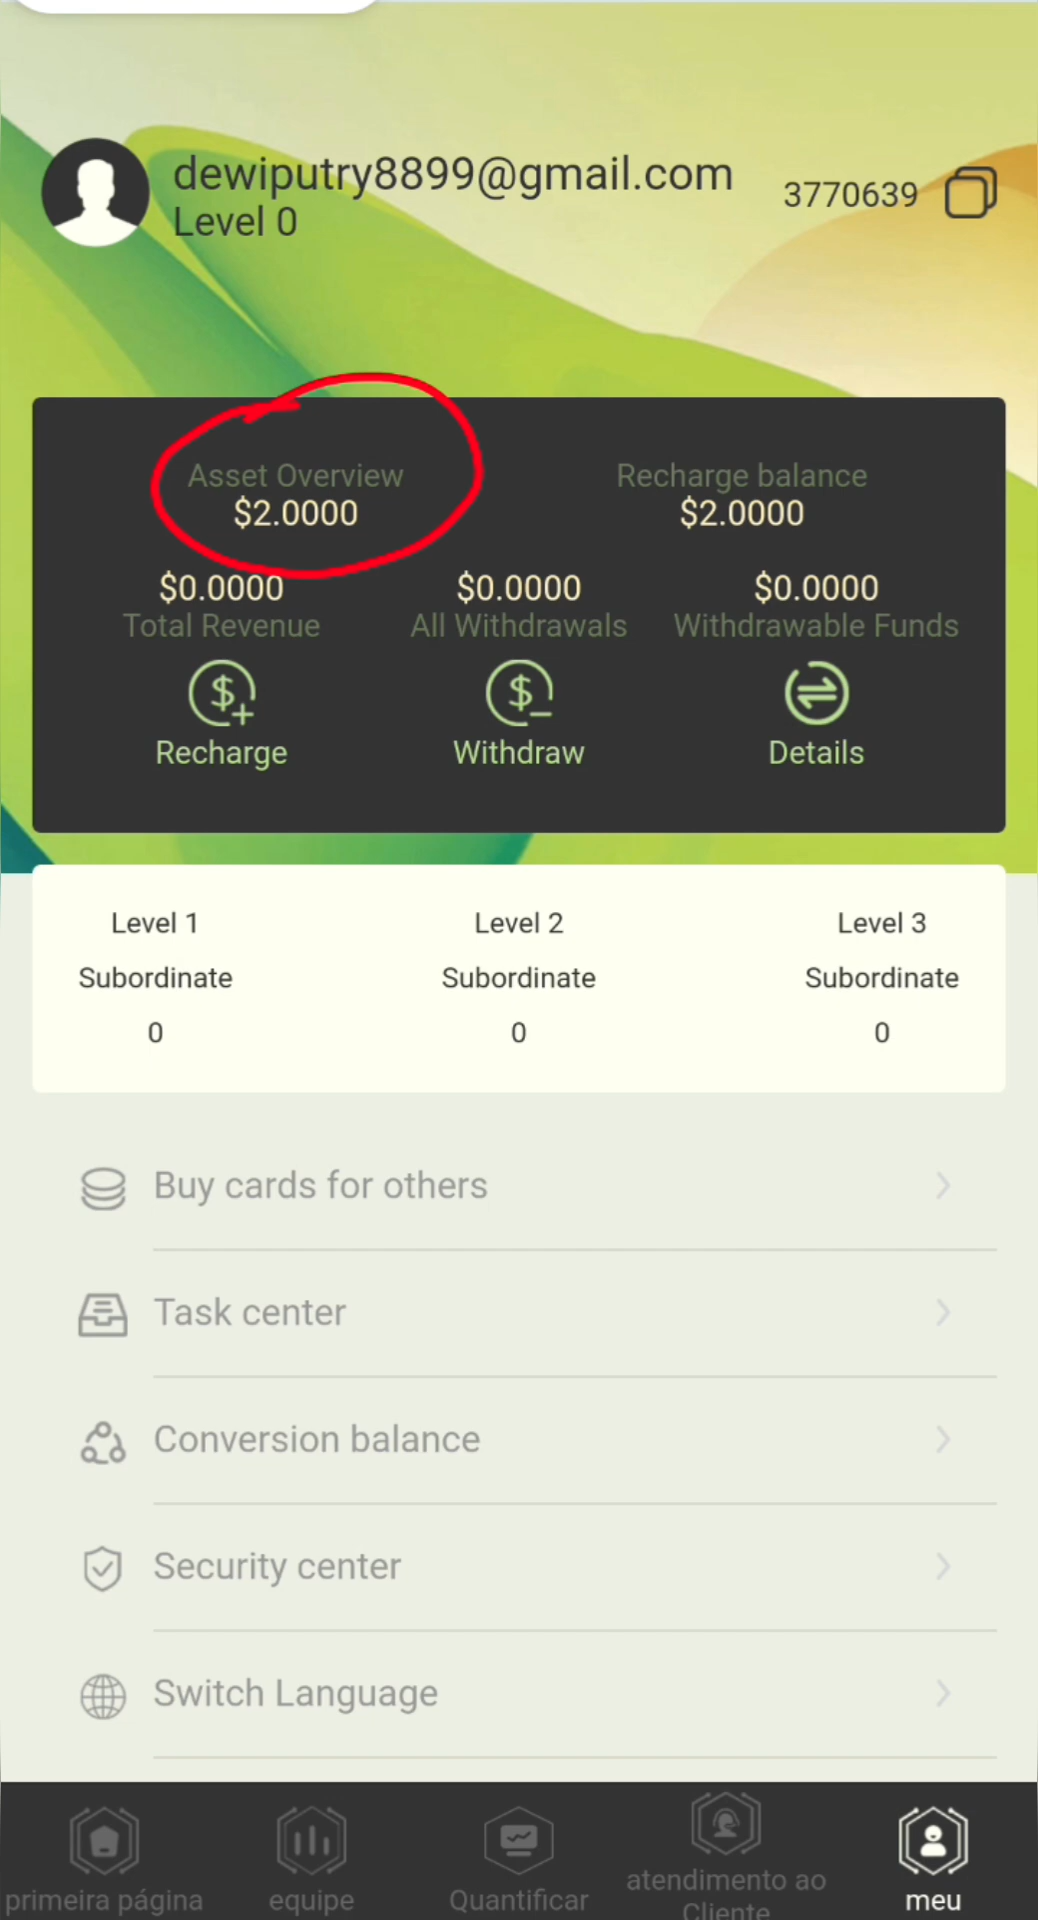 dewiputry8899@gmail.com
Level 0
3770639
Asset Overview
$2.0000
Recharge balance
$2.0000
$0.0000
Total Revenue
$0.0000
All Withdrawals
$0.0000
Withdrawable Funds
Recharge
Withdraw
Details
Level 1
Subordinate
0
Level 2
Subordinate
0
Level 3
Subordinate
0
Buy cards for others
Task center
Conversion balance
Security center
Switch Language
primeira página
equipe
Quantificar
atendimento ao
Cliente
meu